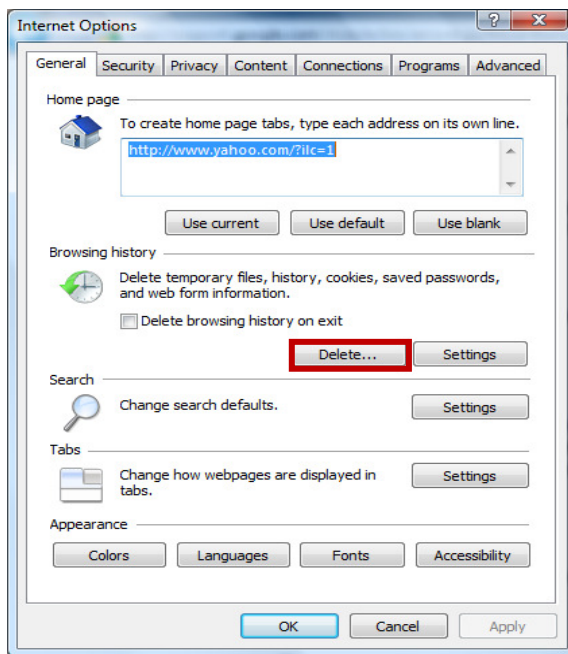 Internet Options
?
General Security Privacy Content Connections Programs Advanced
Home page
To create home page tabs, type each address on its own line.
http://www.yahoo.com/?ilc=1
Use current Use default Use blank
Browsing history
Delete temporary files, history, cookies, saved passwords,
and web form information.
Delete browsing history on exit
Delete... Settings
Search
Change search defaults.
Settings
Tabs
Change how webpages are displayed in
tabs.
Settings
Appearance
Colors Languages Fonts Accessibility
OK Cancel Apply